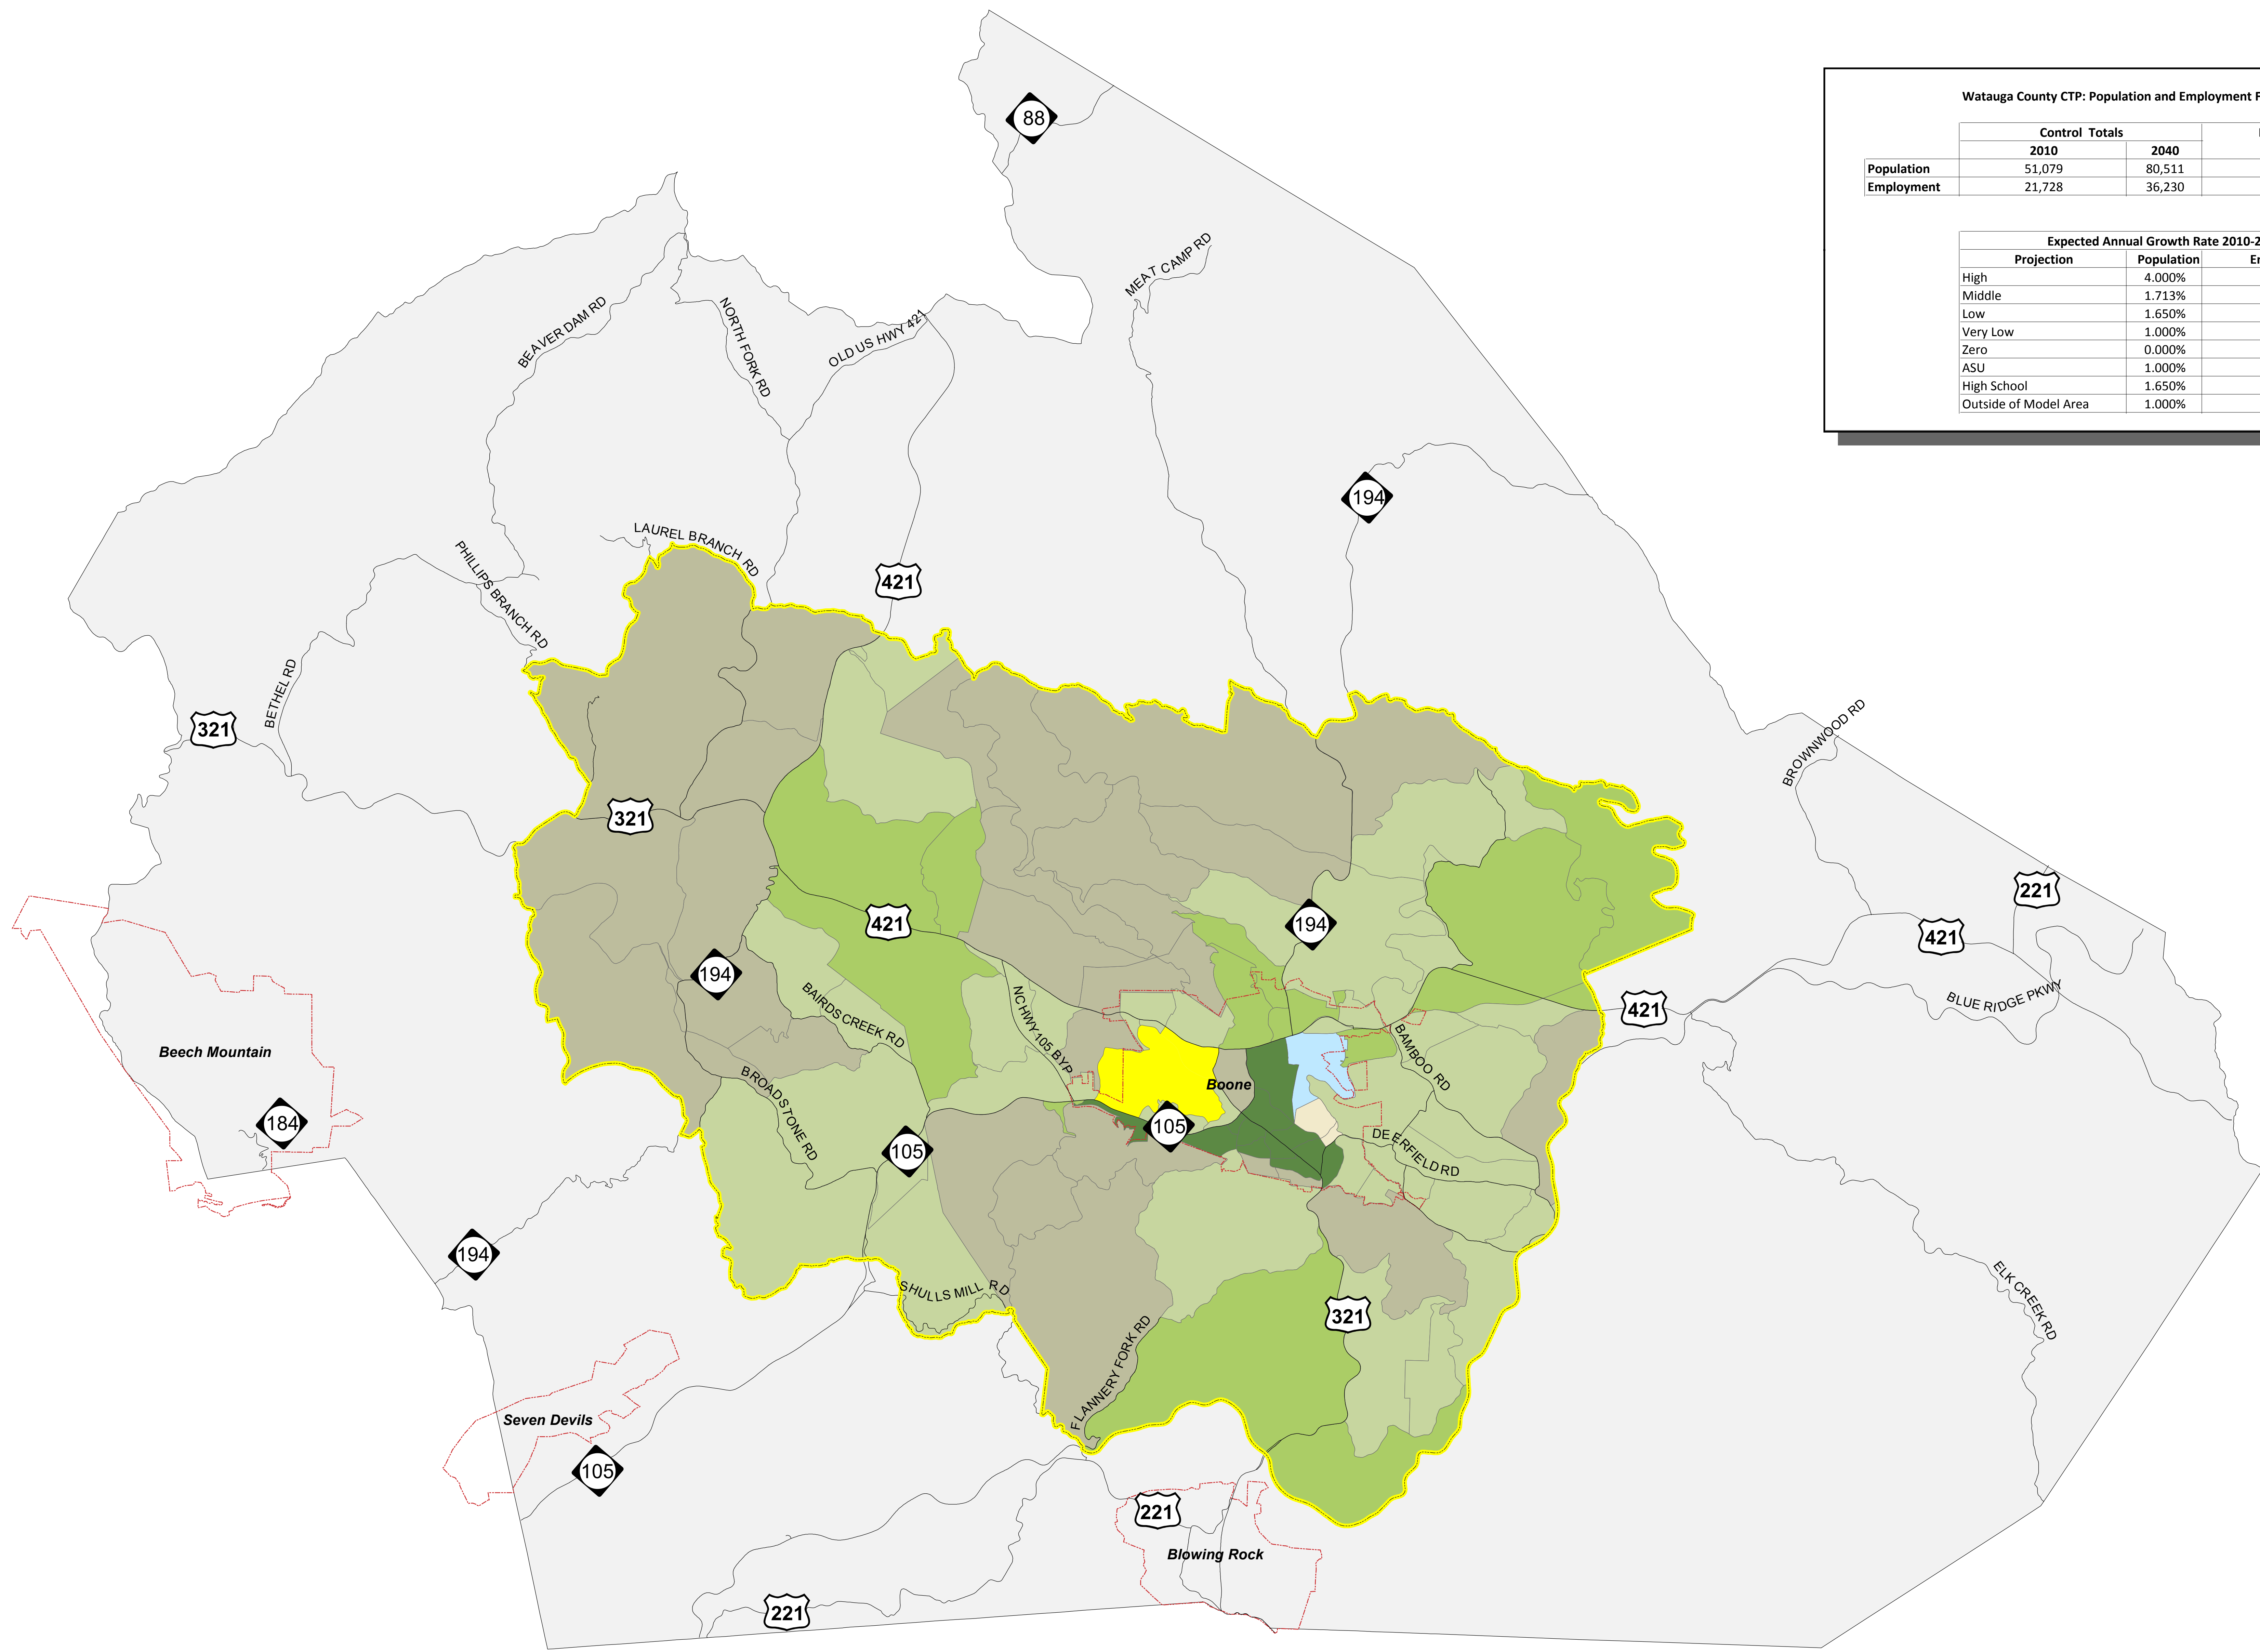 Watauga County CTP: Population and Employment F
Control Totals
2010 2040
Population 51,079 80,511
Employment 21,728 36,230
Expected Annual Growth Rate 2010-2
Projection Population E
High 4.000%
Middle 1.713%
Low 1.650%
Very Low 1.000%
Zero 0.000%
ASU 1.000%
High School 1.650%
Outside of Model Area 1.000%
88
MEAT CAMP RD
BEAVER DAM RD
NORTH FORK RD
OLD US HWY 421
194
LAUREL BRANCH RD
PHILLIPS BRANCH RD
421
BETHEL RD
321
BROWNWOOD RD
321
221
421
194
421
194
BAIRDS CREEK RD
NC HWY 105 BYP
421
BLUE RIDGE PKWY
Beech Mountain
BAMBOO RD
Boone
BROADSTONE RD
184
105
105
DEERFIELD RD
194
SHULLS MILL RD
321
ELK CREEK RD
FLANNERY FORK RD
Seven Devils
105
221
Blowing Rock
221